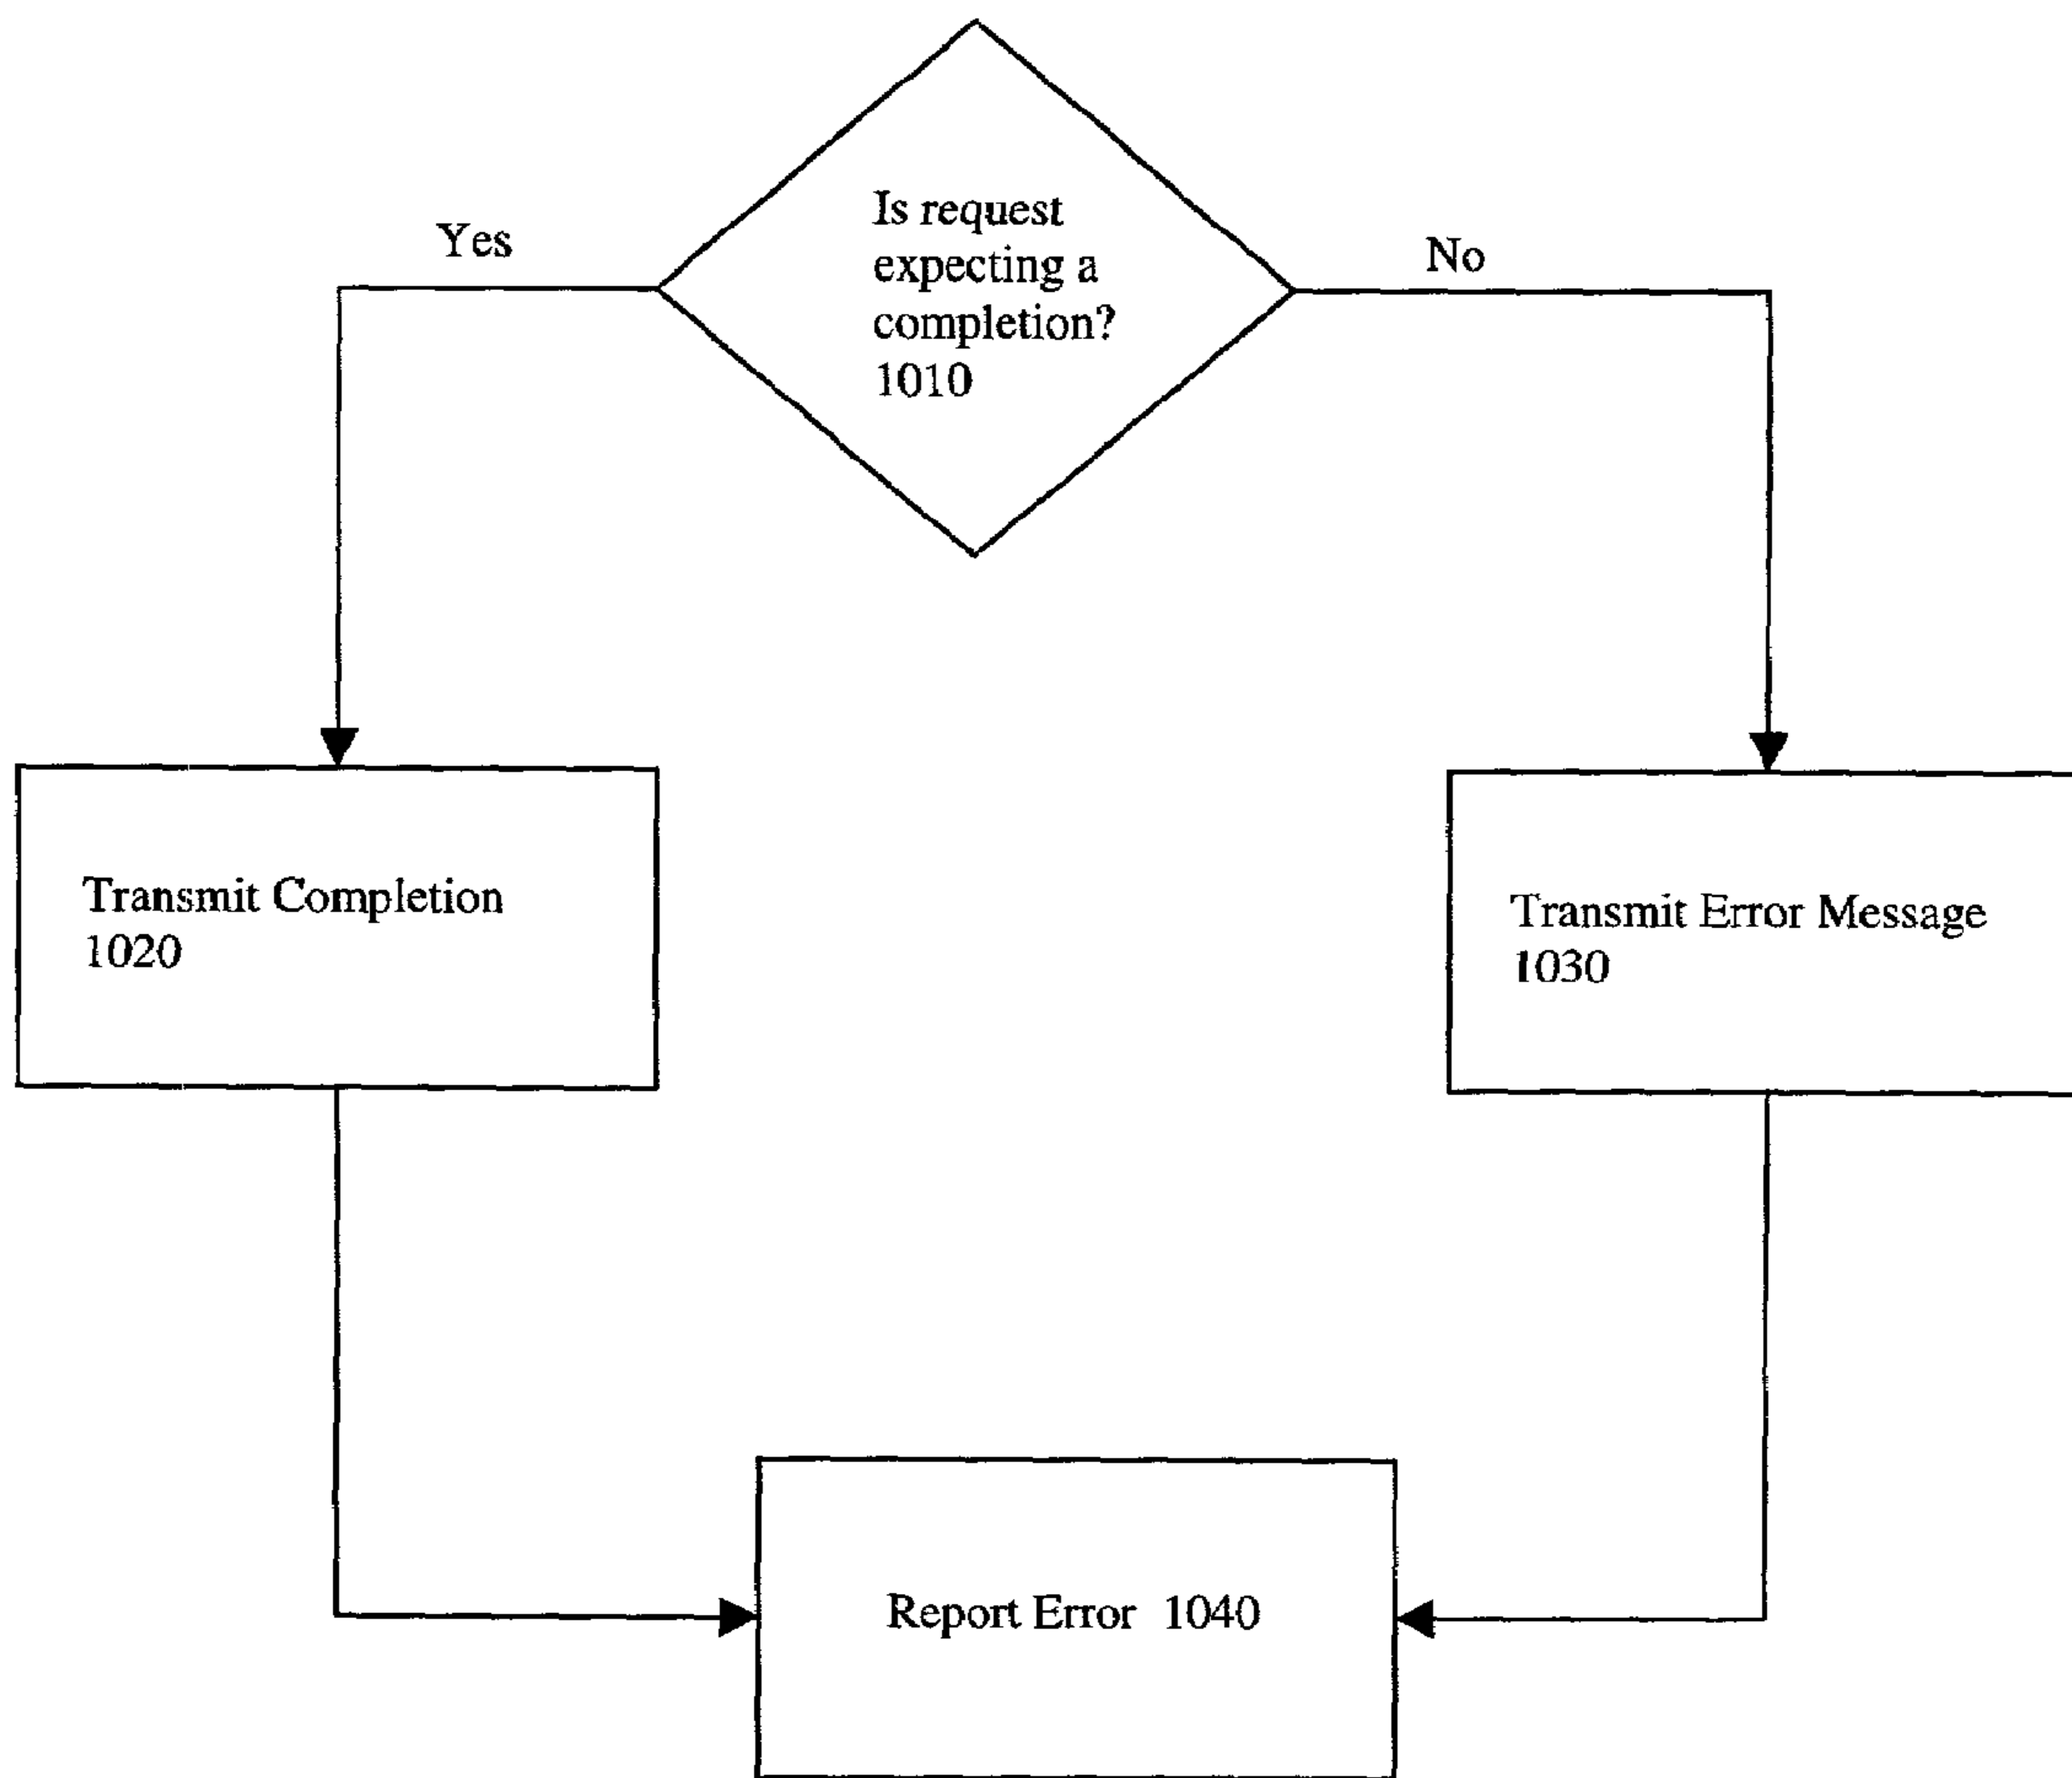 Is request
expecting a
completion?
1010
Yes
No
Transmit Completion
1020
Transmit Error Message
1030
Report Error 1040